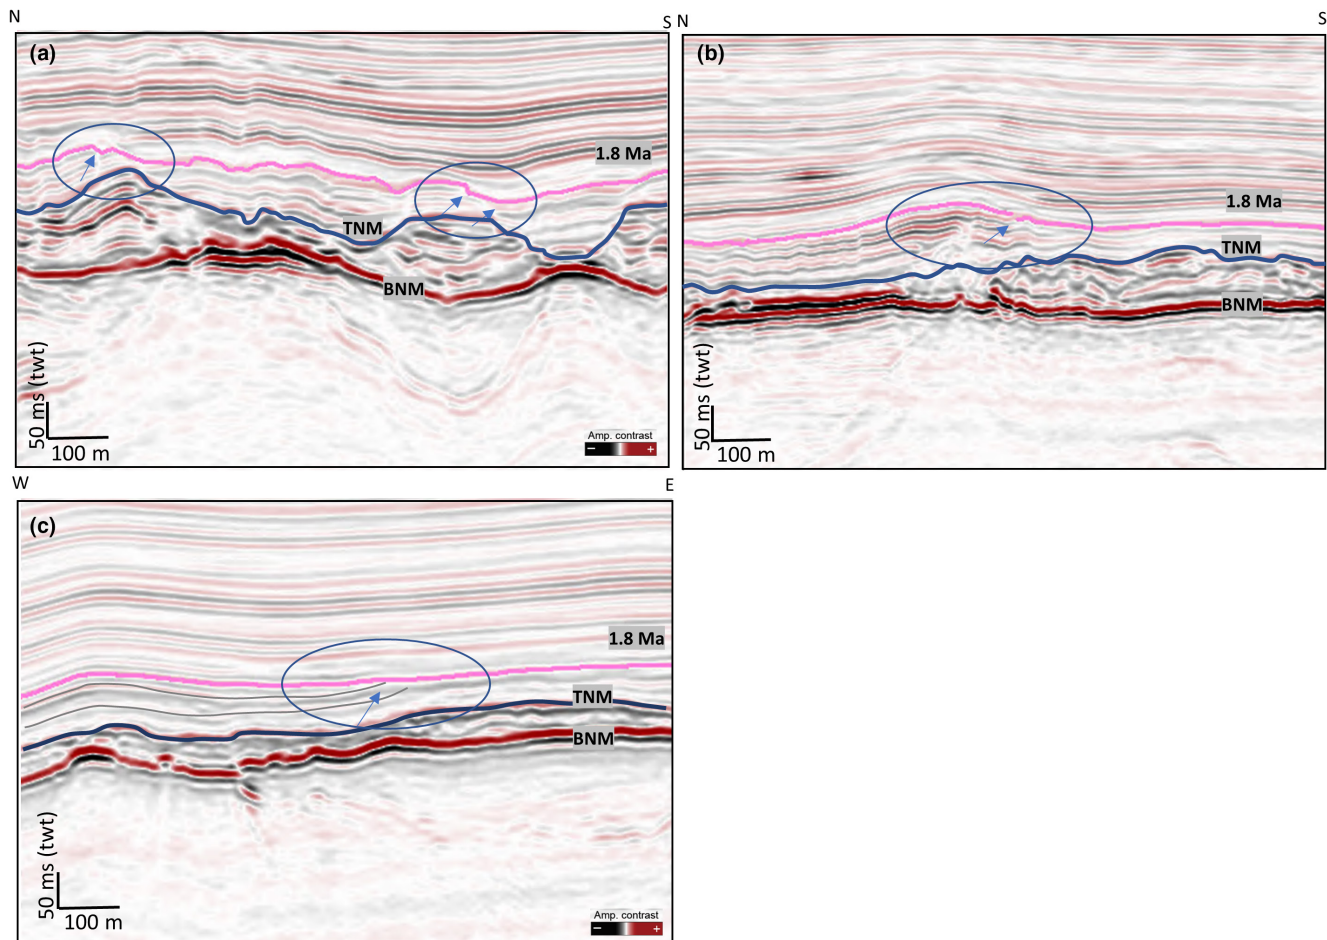 N
S
(a)
1.8 Ma
TNM
BNM
50 ms (twt)
100 m
Amp. contrast
− +
N
S
(b)
1.8 Ma
TNM
BNM
50 ms (twt)
100 m
W
E
(c)
1.8 Ma
TNM
BNM
50 ms (twt)
100 m
Amp. contrast
− +